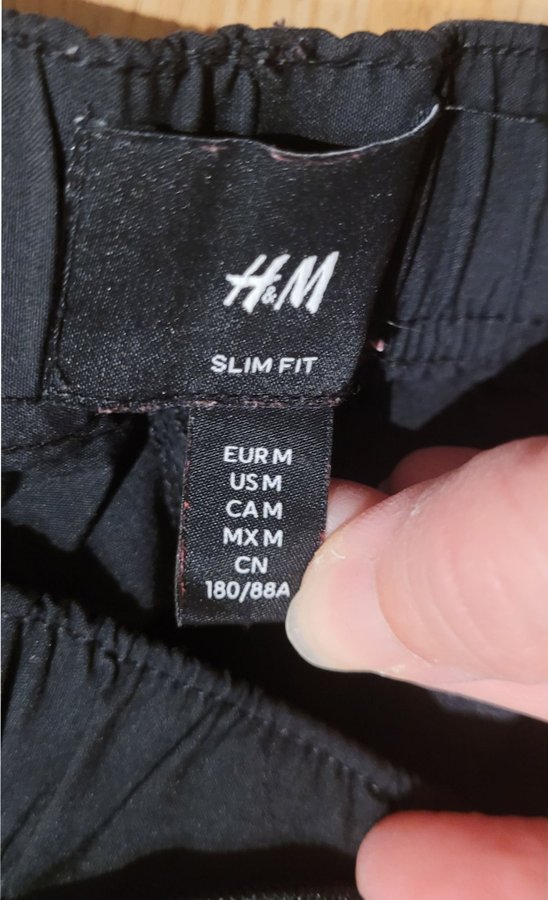 H&M
SLIM FIT
EUR M
US M
CA M
MX M
CN
180/88A